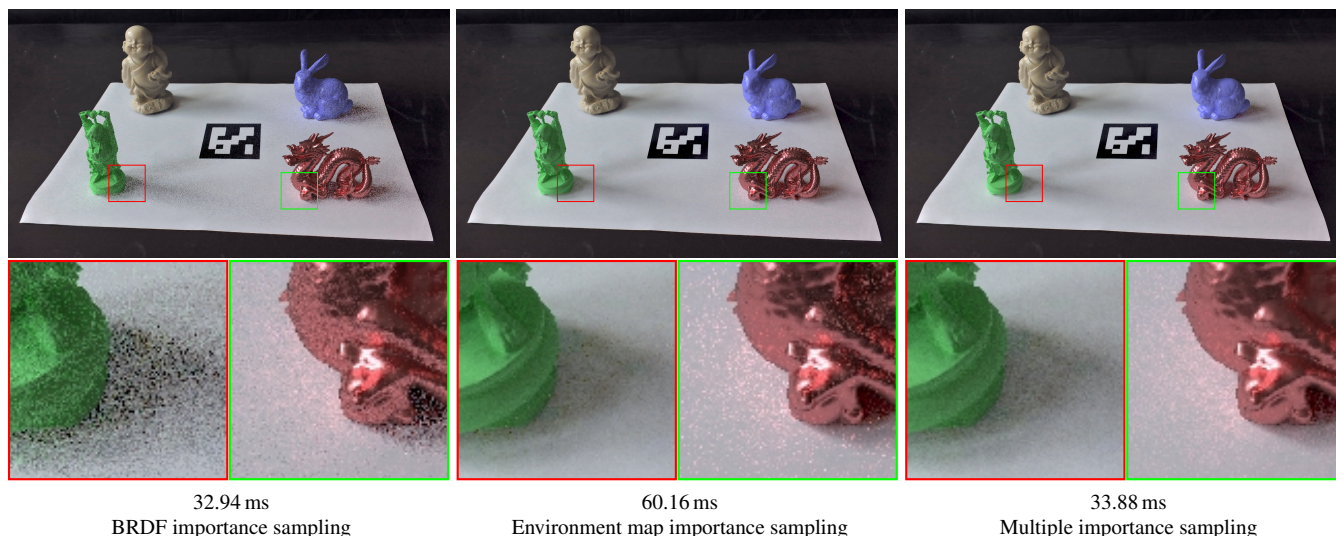 32.94 ms
BRDF importance sampling
60.16 ms
Environment map importance sampling
33.88 ms
Multiple importance sampling